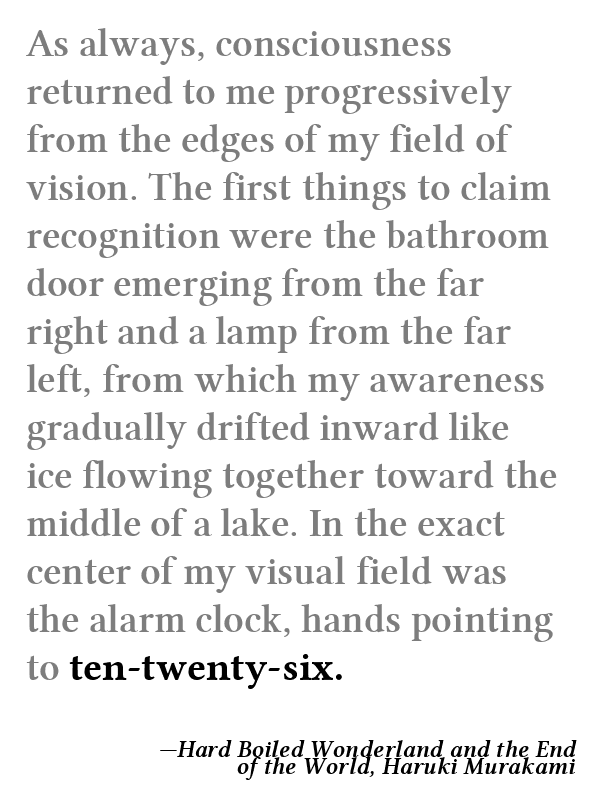 As always, consciousness
returned to me progressively
from the edges of my field of
vision. The first things to claim
recognition were the bathroom
door emerging from the far
right and a lamp from the far
left, from which my awareness
gradually drifted inward like
ice flowing together toward the
middle of a lake. In the exact
center of my visual field was
the alarm clock, hands pointing
to ten-twenty-six.
—Hard Boiled Wonderland and the End
of the World, Haruki Murakami